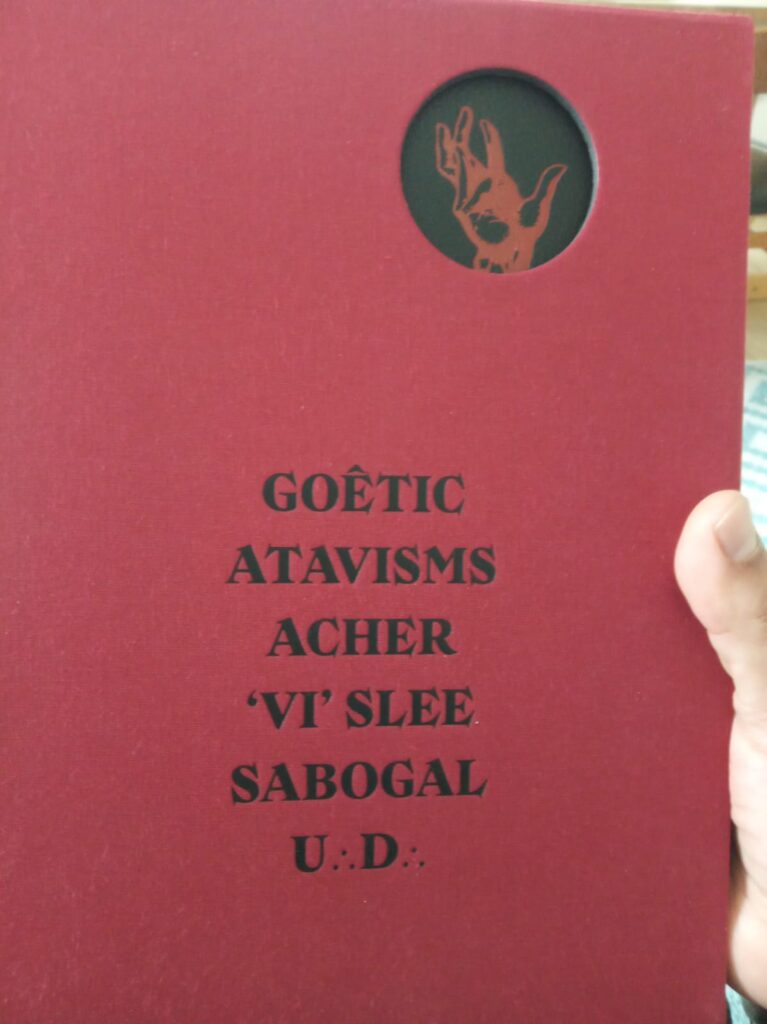 GOÊTIC
ATAVISMS
ACHER
‘VI’ SLEE
SABOGAL
U∴D∴